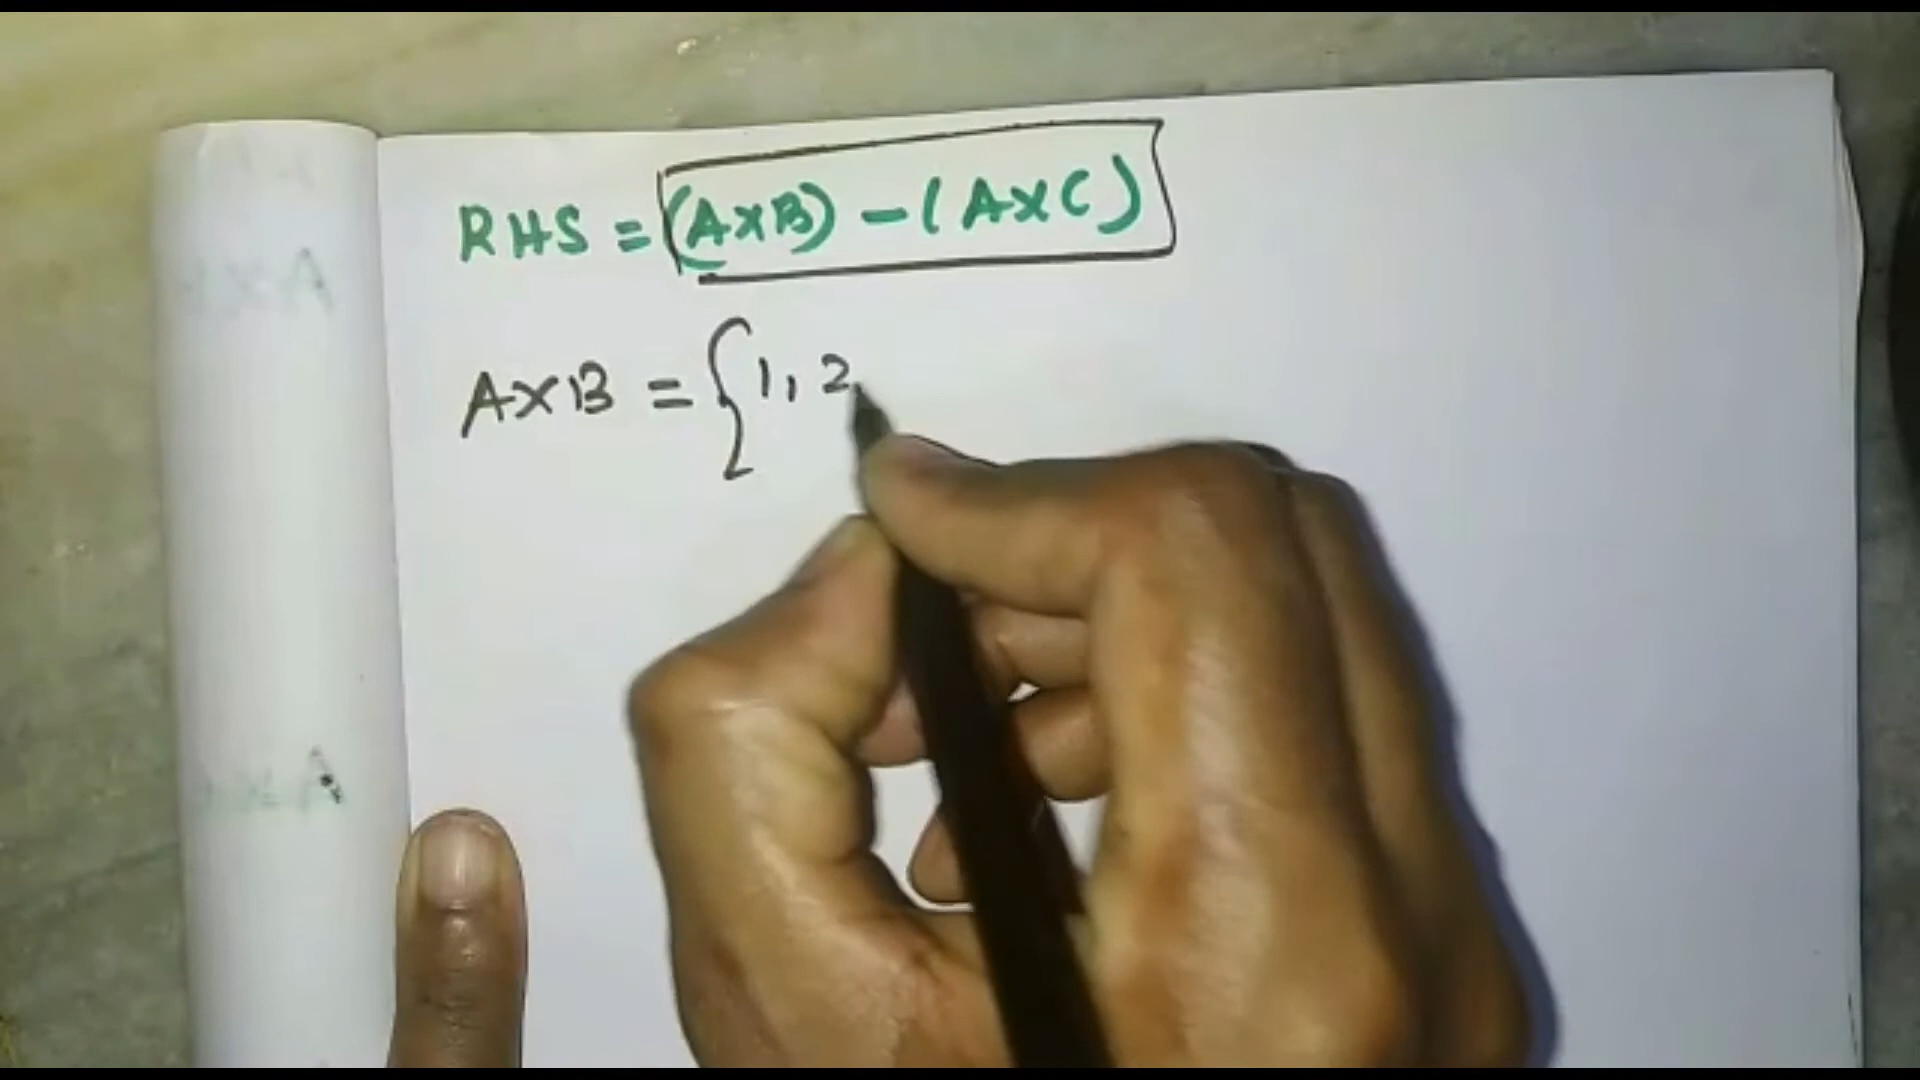 RHS = (A×B) - (A×C)
A×B = {1, 2